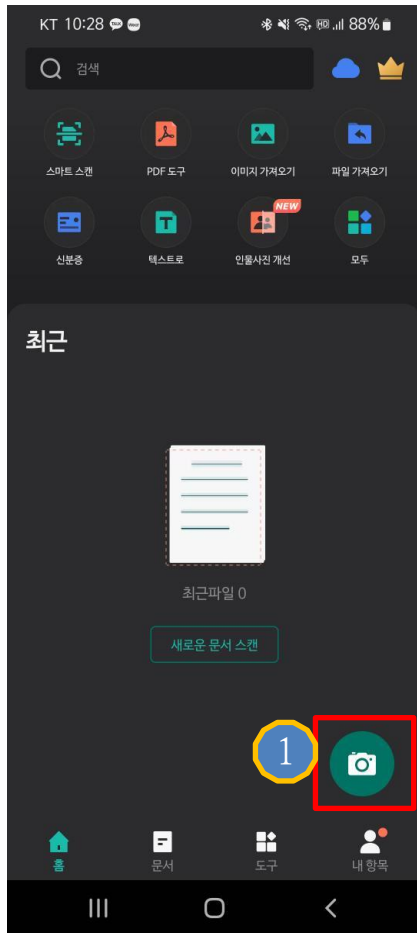 KT 10:28
HD 88%
검색
스마트 스캔 PDF 도구 이미지 가져오기 파일 가져오기
NEW
신분증 텍스트로 인물사진 개선 모두
최근
최근파일 0
새로운 문서 스캔
1
홈 문서 도구 내 항목